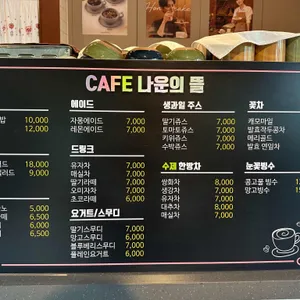 CAFE 나운의 뜰
10,000
12,000
18,000
9,000
5,000
6,500
6,000
6,500
에이드
자몽에이드 7,000
레몬에이드 7,000
드링크
유자차 7,000
매실차 7,000
딸기라떼 7,000
오미자차 7,000
초코라떼 6,000
요거트/스무디
딸기스무디 7,000
망고스무디 7,000
블루베리스무디 7,000
플레인요거트 6,000
생과일 주스
딸기쥬스 7,000
토마토쥬스 7,000
키위쥬스 7,000
수박쥬스 7,000
수제 한방차
쌍화차 8,000
생강차 7,000
유자차 7,000
대추차 8,000
매실차 7,000
꽃차
캐모마일
발효작두콩차
메리골드
발효 연잎차
눈꽃빙수
콩고물 빙수
망고빙수